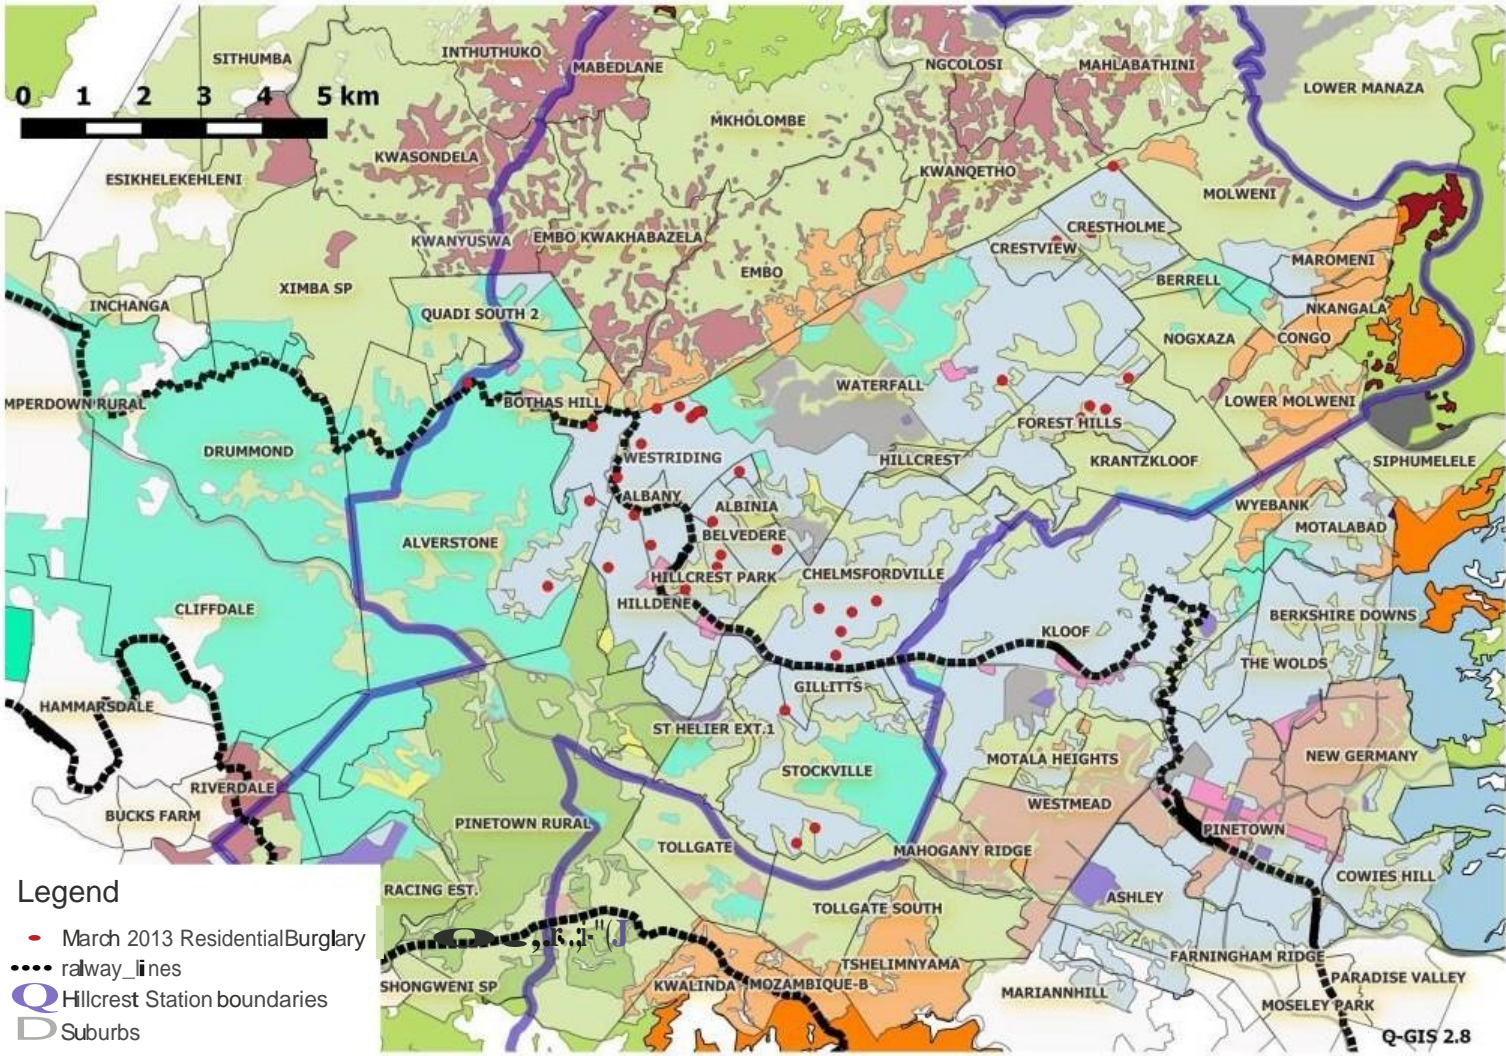 SITHUMBA
INTHUTHUKO
MABEDLANE
NGCOLOSI
MAHLABATHINI
LOWER MANAZA
0 1 2 3 4 5 km
MKHOLOMBE
KWASONDELA
ESIKHELEKEHLENI
KWANQETHO
MOLWENI
KWANYUSWA
EMBO KWAKHABAZELA
CRESTHOLME
CRESTVIEW
MAROMENI
EMBO
BERRELL
XIMBA SP
INCHANGA
QUADI SOUTH 2
NKANGALA
NOGXAZA
CONGO
WATERFALL
MPERDOWN RURAL
BOTHAS HILL
LOWER MOLWENI
FOREST HILLS
DRUMMOND
WESTRIDING
HILLCREST
KRANTZKLOOF
SIPHUMELELE
ALBANY
ALBINIA
WYEBANK
MOTALABAD
BELVEDERE
ALVERSTONE
HILLCREST PARK
CHELMSFORDVILLE
HILLDENE
CLIFFDALE
BERKSHIRE DOWNS
KLOOF
THE WOLDS
GILLITTS
HAMMARSDALE
ST HELIER EXT.1
MOTALA HEIGHTS
NEW GERMANY
STOCKVILLE
RIVERDALE
WESTMEAD
BUCKS FARM
PINETOWN RURAL
PINETOWN
TOLLGATE
MAHOGANY RIDGE
COWIES HILL
RACING EST.
ASHLEY
TOLLGATE SOUTH
FARNINGHAM RIDGE
TSHELIMNYAMA
PARADISE VALLEY
SHONGWENI SP
KWALINDA
MOZAMBIQUE-B
MARIANNHILL
MOSELEY PARK
Q-GIS 2.8
Legend
March 2013 ResidentialBurglary
ralway_lines
Hillcrest Station boundaries
Suburbs